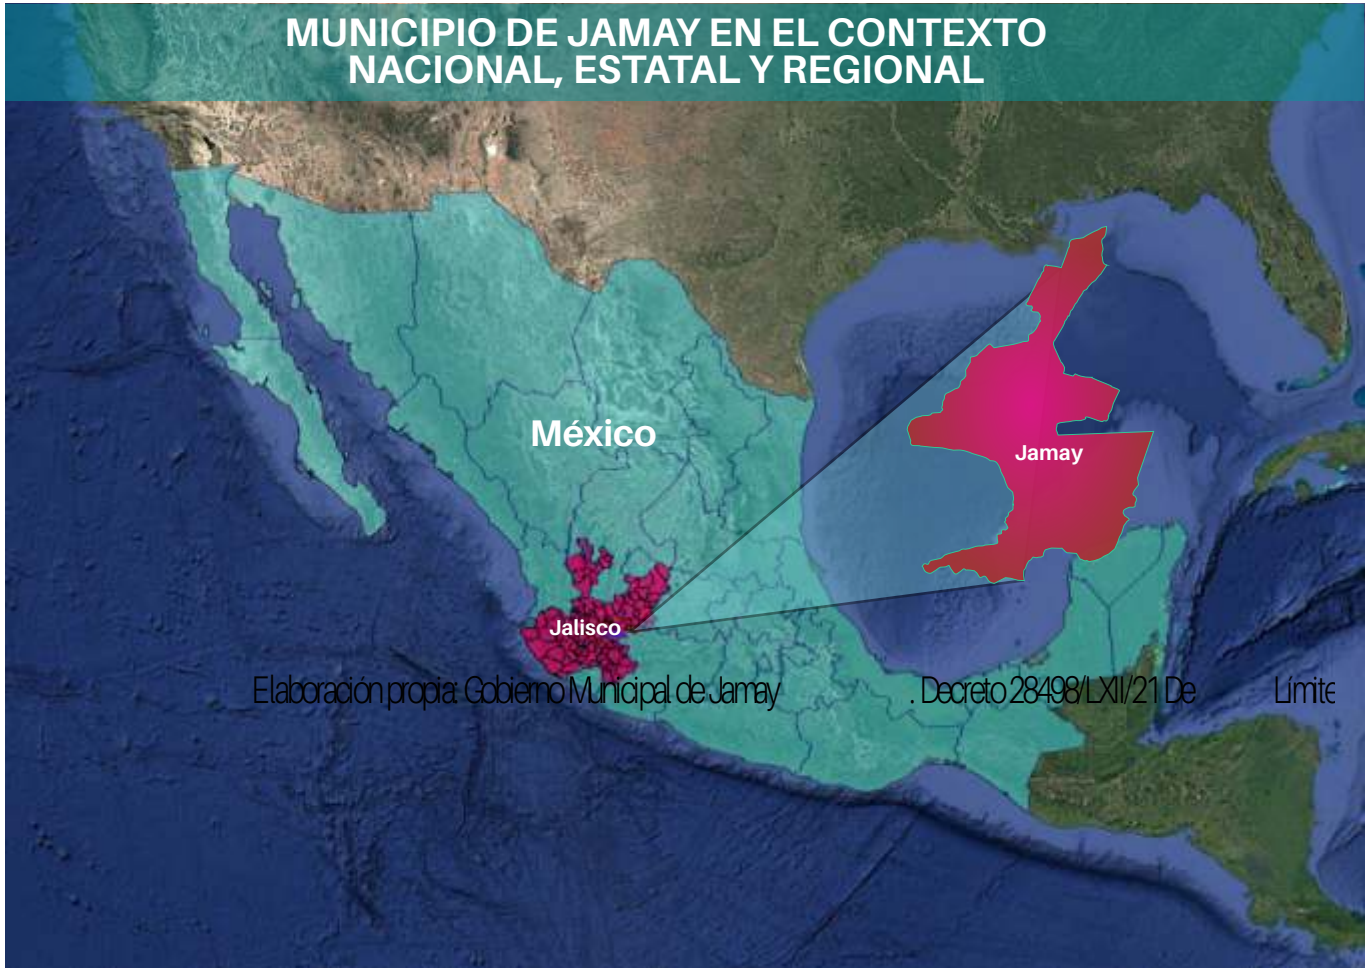 MUNICIPIO DE JAMAY EN EL CONTEXTO
NACIONAL, ESTATAL Y REGIONAL
México
Jamay
Jalisco
Elaboración propia: Gobierno Municipal de Jamay . Decreto 28498/LXII/21 De Límite